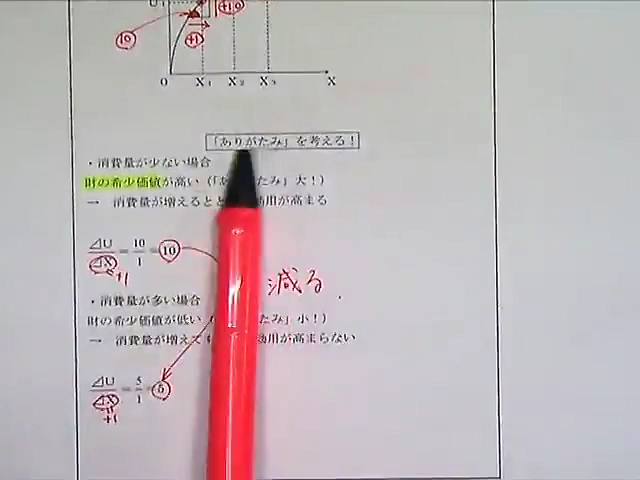 U1
+10
10
+1
0 X1 X2 X3 X
「ありがたみ」を考える!
・消費量が少ない場合
財の希少価値が高い(「あ たみ」大!)
→ 消費量が増えると 効用が高まる
⊿U/⊿X = 10/1 = 10
+1
減る
・消費量が多い場合
財の希少価値が低い( たみ」小!)
→ 消費量が増えて 効用が高まらない
⊿U/⊿X = 5/1 = 5
+1